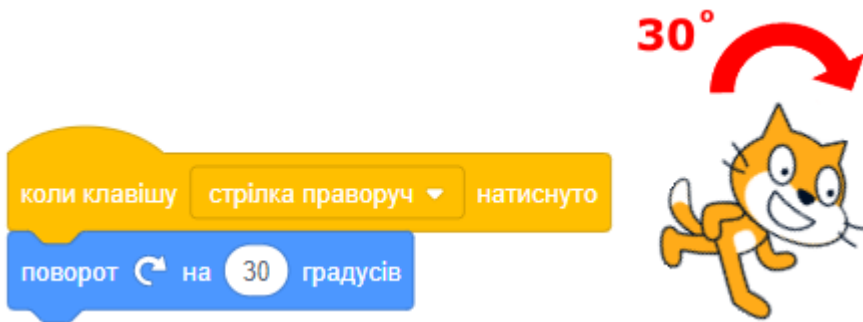 30°
коли клавішу стрілка праворуч натиснуто
поворот на 30 градусів